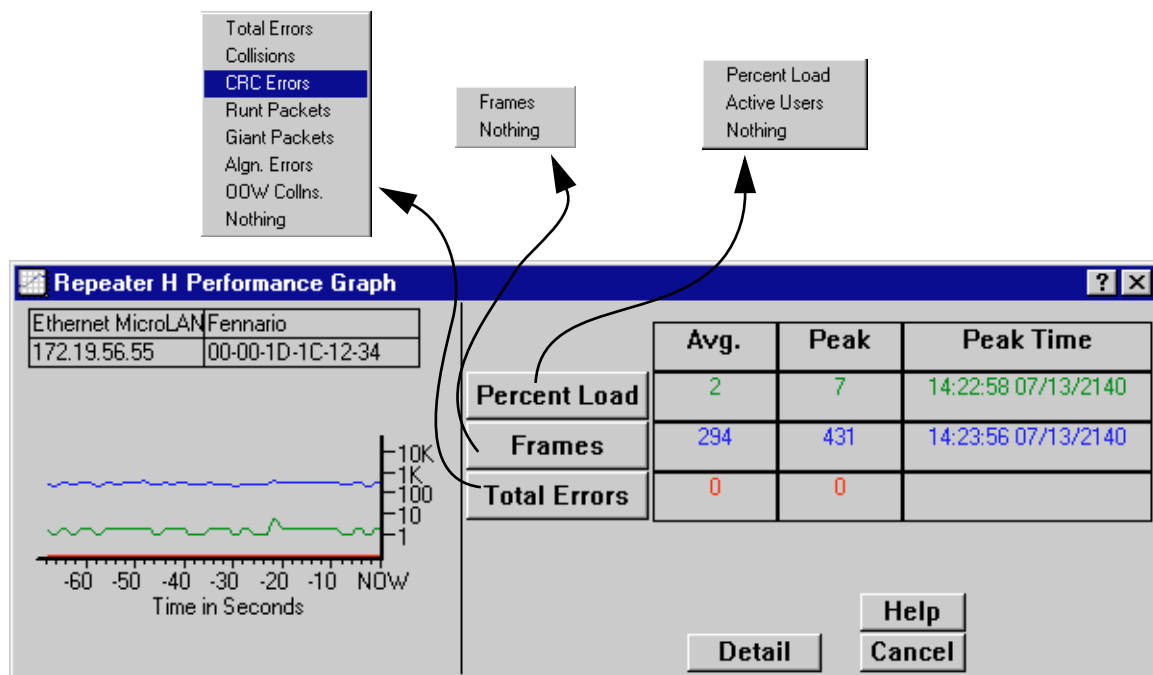 Total Errors
Collisions
CRC Errors
Runt Packets
Giant Packets
Algn. Errors
OOW Collns.
Nothing
Frames
Nothing
Percent Load
Active Users
Nothing
Repeater H Performance Graph
? ×
Ethernet MicroLAN Fennario
172.19.56.55 00-00-1D-1C-12-34
Avg. Peak Peak Time
Percent Load 2 7 14:22:58 07/13/2140
Frames 294 431 14:23:56 07/13/2140
Total Errors 0 0
10K
1K
100
10
1
-60 -50 -40 -30 -20 -10 NOW
Time in Seconds
Help
Detail Cancel